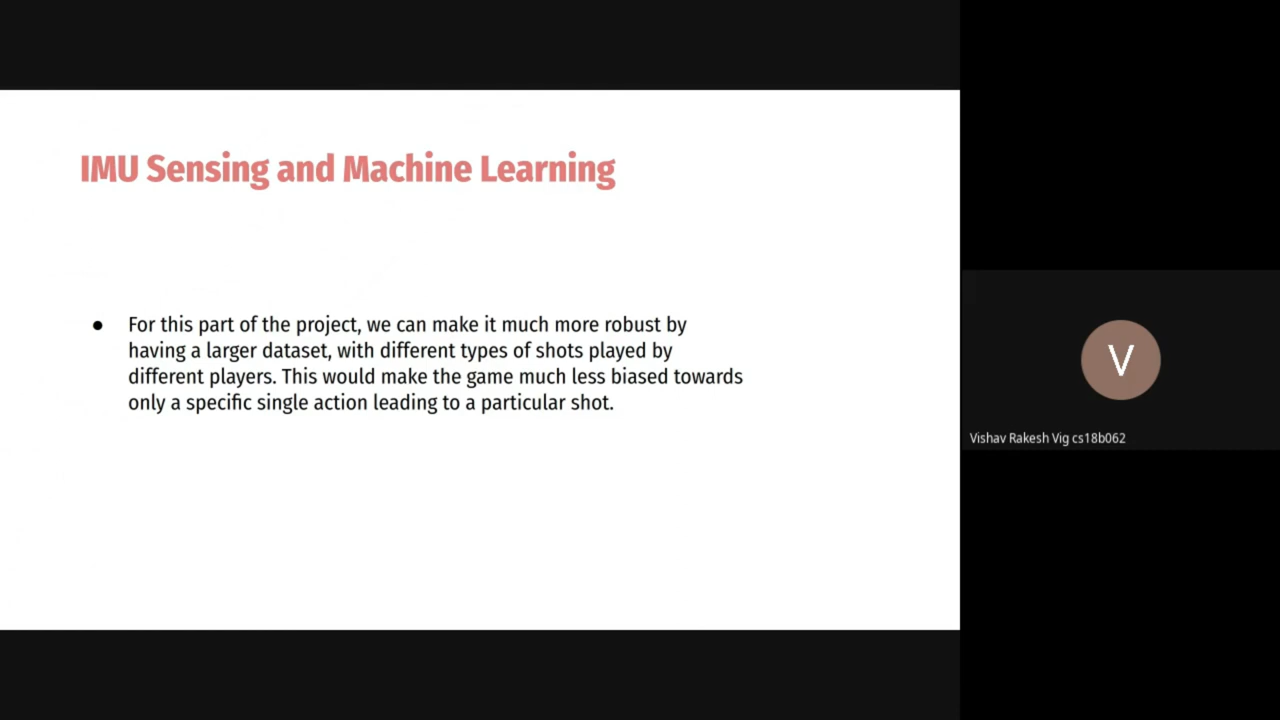 IMU Sensing and Machine Learning
● For this part of the project, we can make it much more robust by
having a larger dataset, with different types of shots played by
different players. This would make the game much less biased towards
only a specific single action leading to a particular shot.
V
Vishav Rakesh Vig cs18b062